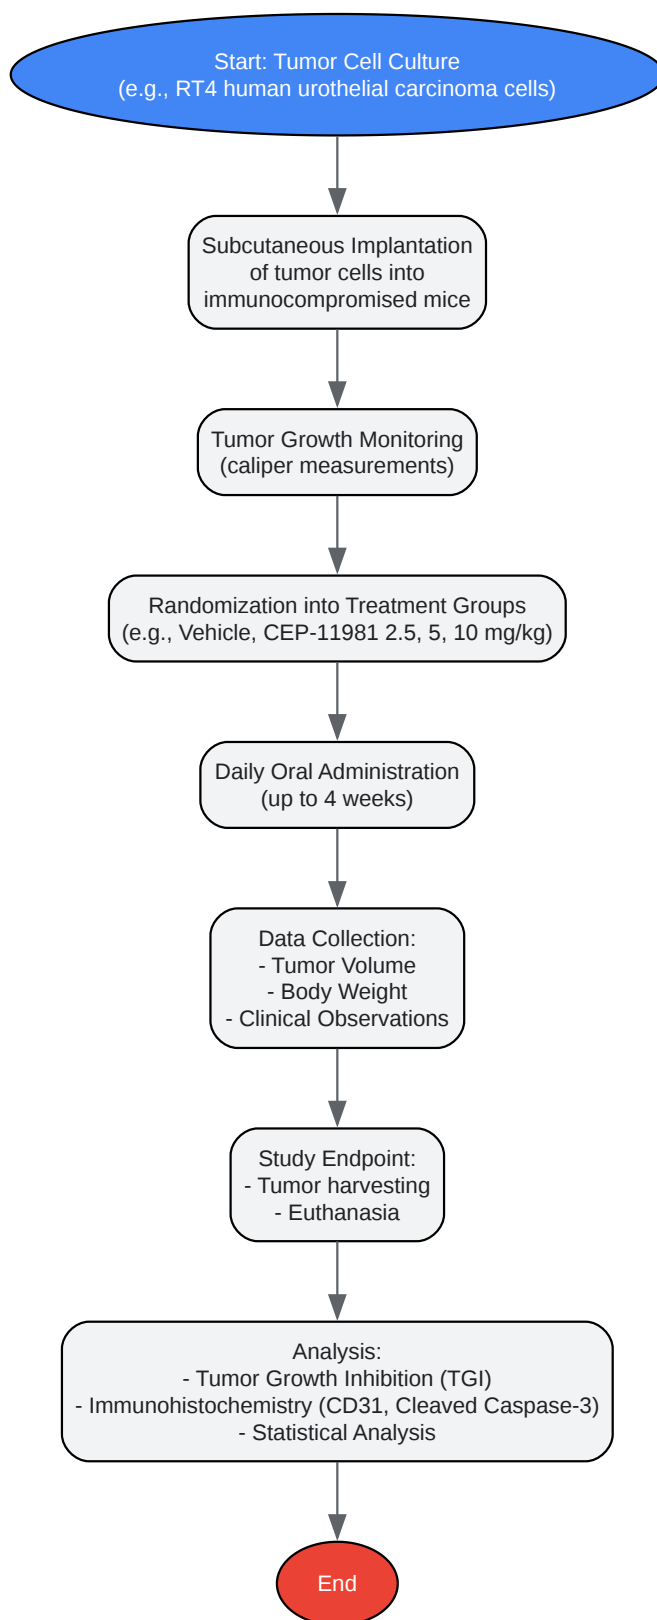 Start: Tumor Cell Culture
(e.g., RT4 human urothelial carcinoma cells)
Subcutaneous Implantation
of tumor cells into
immunocompromised mice
Tumor Growth Monitoring
(caliper measurements)
Randomization into Treatment Groups
(e.g., Vehicle, CEP-11981 2.5, 5, 10 mg/kg)
Daily Oral Administration
(up to 4 weeks)
Data Collection:
- Tumor Volume
- Body Weight
- Clinical Observations
Study Endpoint:
- Tumor harvesting
- Euthanasia
Analysis:
- Tumor Growth Inhibition (TGI)
- Immunohistochemistry (CD31, Cleaved Caspase-3)
- Statistical Analysis
End